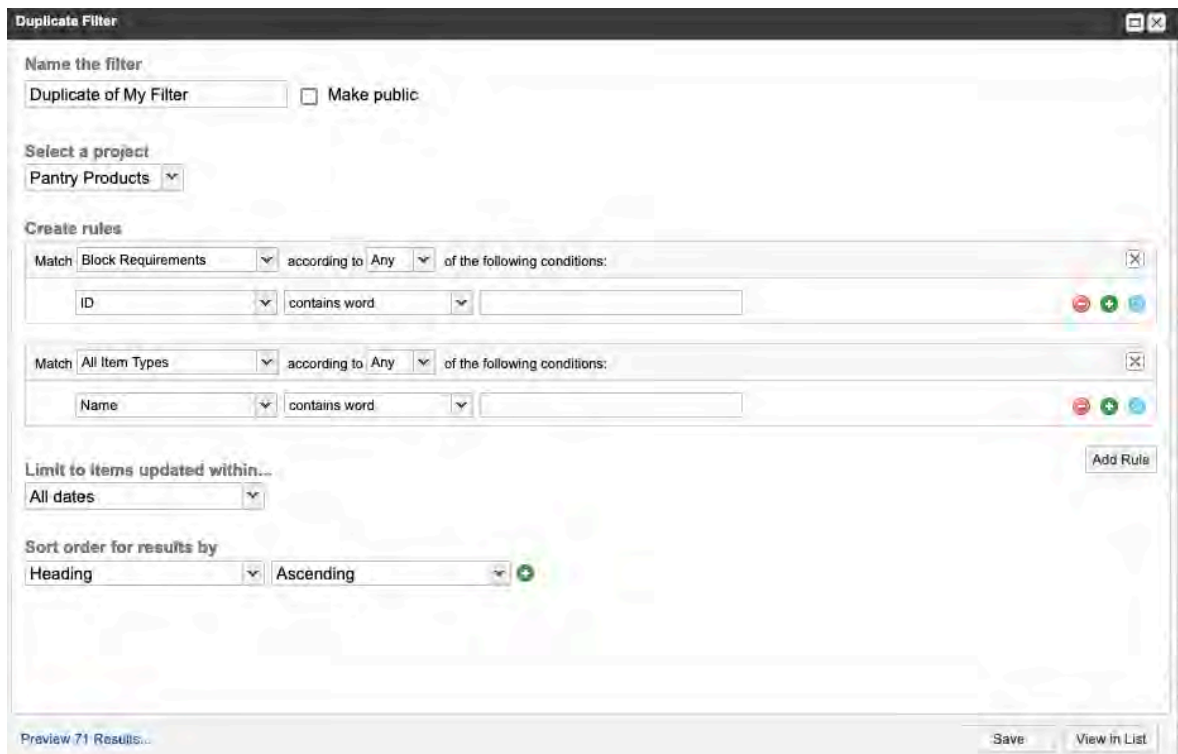 Duplicate Filter
Name the filter
Duplicate of My Filter Make public
Select a project
Pantry Products
Create rules
Match Block Requirements according to Any of the following conditions:
ID contains word
Match All Item Types according to Any of the following conditions:
Name contains word
Add Rule
Limit to items updated within...
All dates
Sort order for results by
Heading Ascending
Preview 71 Results... Save View in List